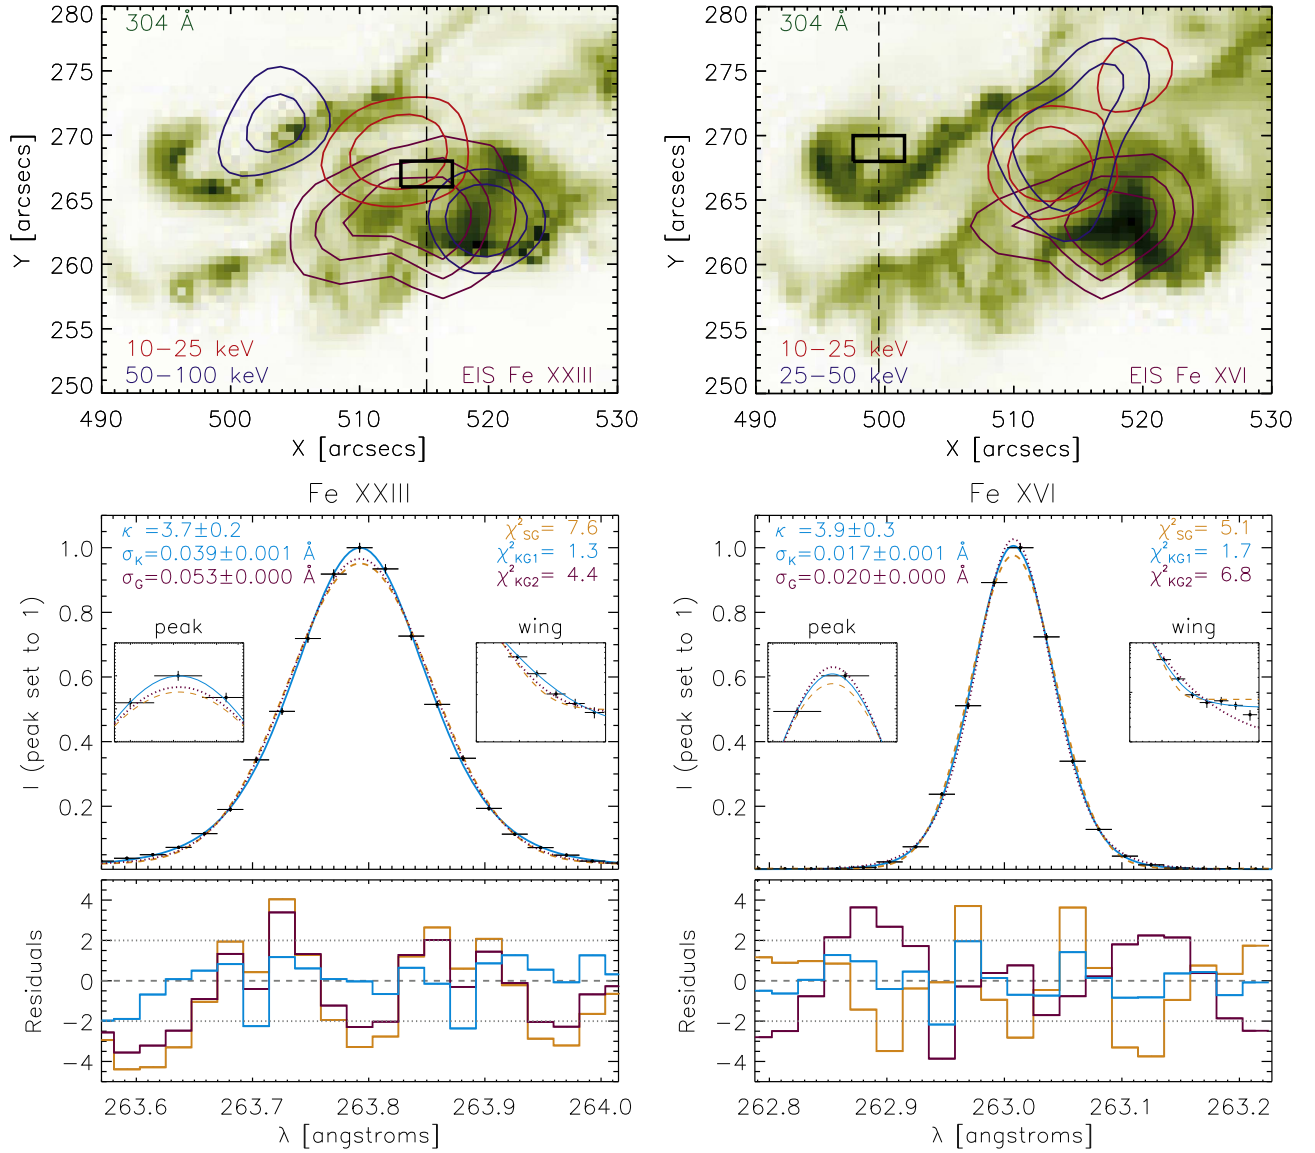 304 Å
280
275
270
265
260
255
250
Y [arcsecs]
10−25 keV
50−100 keV
EIS Fe XXIII
490 500 510 520 530
X [arcsecs]
304 Å
280
275
270
265
260
255
250
Y [arcsecs]
10−25 keV
25−50 keV
EIS Fe XVI
490 500 510 520 530
X [arcsecs]
Fe XXIII
κ =3.7±0.2
σK=0.039±0.001 Å
σG=0.053±0.000 Å
χ²SG= 7.6
χ²KG1= 1.3
χ²KG2= 4.4
peak
wing
1.0
0.8
0.6
0.4
0.2
I (peak set to 1)
4
2
0
−2
−4
Residuals
263.6 263.7 263.8 263.9 264.0
λ [angstroms]
Fe XVI
κ =3.9±0.3
σK=0.017±0.001 Å
σG=0.020±0.000 Å
χ²SG= 5.1
χ²KG1= 1.7
χ²KG2= 6.8
peak
wing
1.0
0.8
0.6
0.4
0.2
I (peak set to 1)
4
2
0
−2
−4
Residuals
262.8 262.9 263.0 263.1 263.2
λ [angstroms]